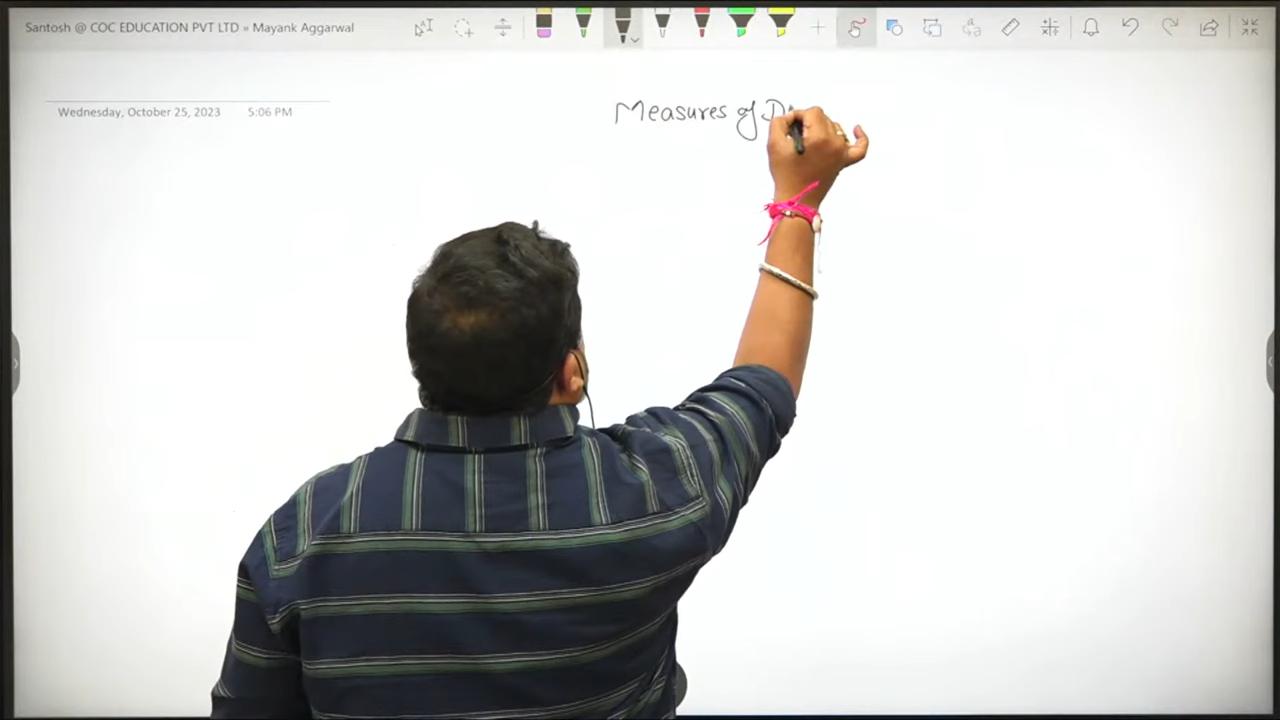 Santosh @ COC EDUCATION PVT LTD » Mayank Aggarwal
Wednesday, October 25, 2023 5:06 PM
Measures of